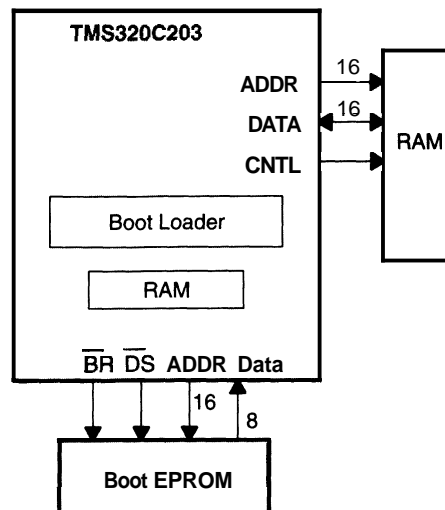 TMS320C203
ADDR
16
DATA
16
CNTL
RAM
Boot Loader
RAM
BR DS ADDR Data
16
8
Boot EPROM